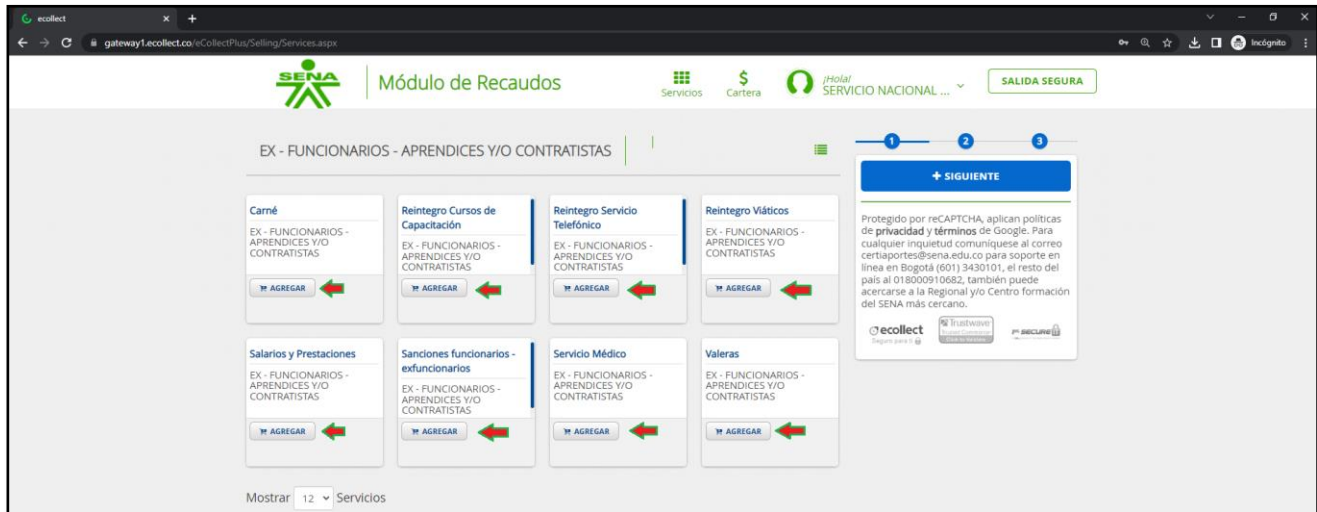 ecollect
gateway1.ecollect.co/eCollectPlus/Selling/Services.aspx
Incógnito
SENA
Módulo de Recaudos
Servicios
$
Cartera
¡Hola!
SERVICIO NACIONAL ...
SALIDA SEGURA
EX - FUNCIONARIOS - APRENDICES Y/O CONTRATISTAS
1 2 3
+ SIGUIENTE
Carné
EX - FUNCIONARIOS -
APRENDICES Y/O
CONTRATISTAS
AGREGAR
Reintegro Cursos de
Capacitación
EX - FUNCIONARIOS -
APRENDICES Y/O
CONTRATISTAS
AGREGAR
Reintegro Servicio
Telefónico
EX - FUNCIONARIOS -
APRENDICES Y/O
CONTRATISTAS
AGREGAR
Reintegro Viáticos
EX - FUNCIONARIOS -
APRENDICES Y/O
CONTRATISTAS
AGREGAR
Salarios y Prestaciones
EX - FUNCIONARIOS -
APRENDICES Y/O
CONTRATISTAS
AGREGAR
Sanciones funcionarios -
exfuncionarios
EX - FUNCIONARIOS -
APRENDICES Y/O
CONTRATISTAS
AGREGAR
Servicio Médico
EX - FUNCIONARIOS -
APRENDICES Y/O
CONTRATISTAS
AGREGAR
Valeras
EX - FUNCIONARIOS -
APRENDICES Y/O
CONTRATISTAS
AGREGAR
Protegido por reCAPTCHA, aplican políticas
de privacidad y términos de Google. Para
cualquier inquietud comuníquese al correo
certiaportes@sena.edu.co para soporte en
línea en Bogotá (601) 3430101, el resto del
país al 018000910682, también puede
acercarse a la Regional y/o Centro formación
del SENA más cercano.
ecollect
Trustwave
SECURE
Mostrar 12 Servicios